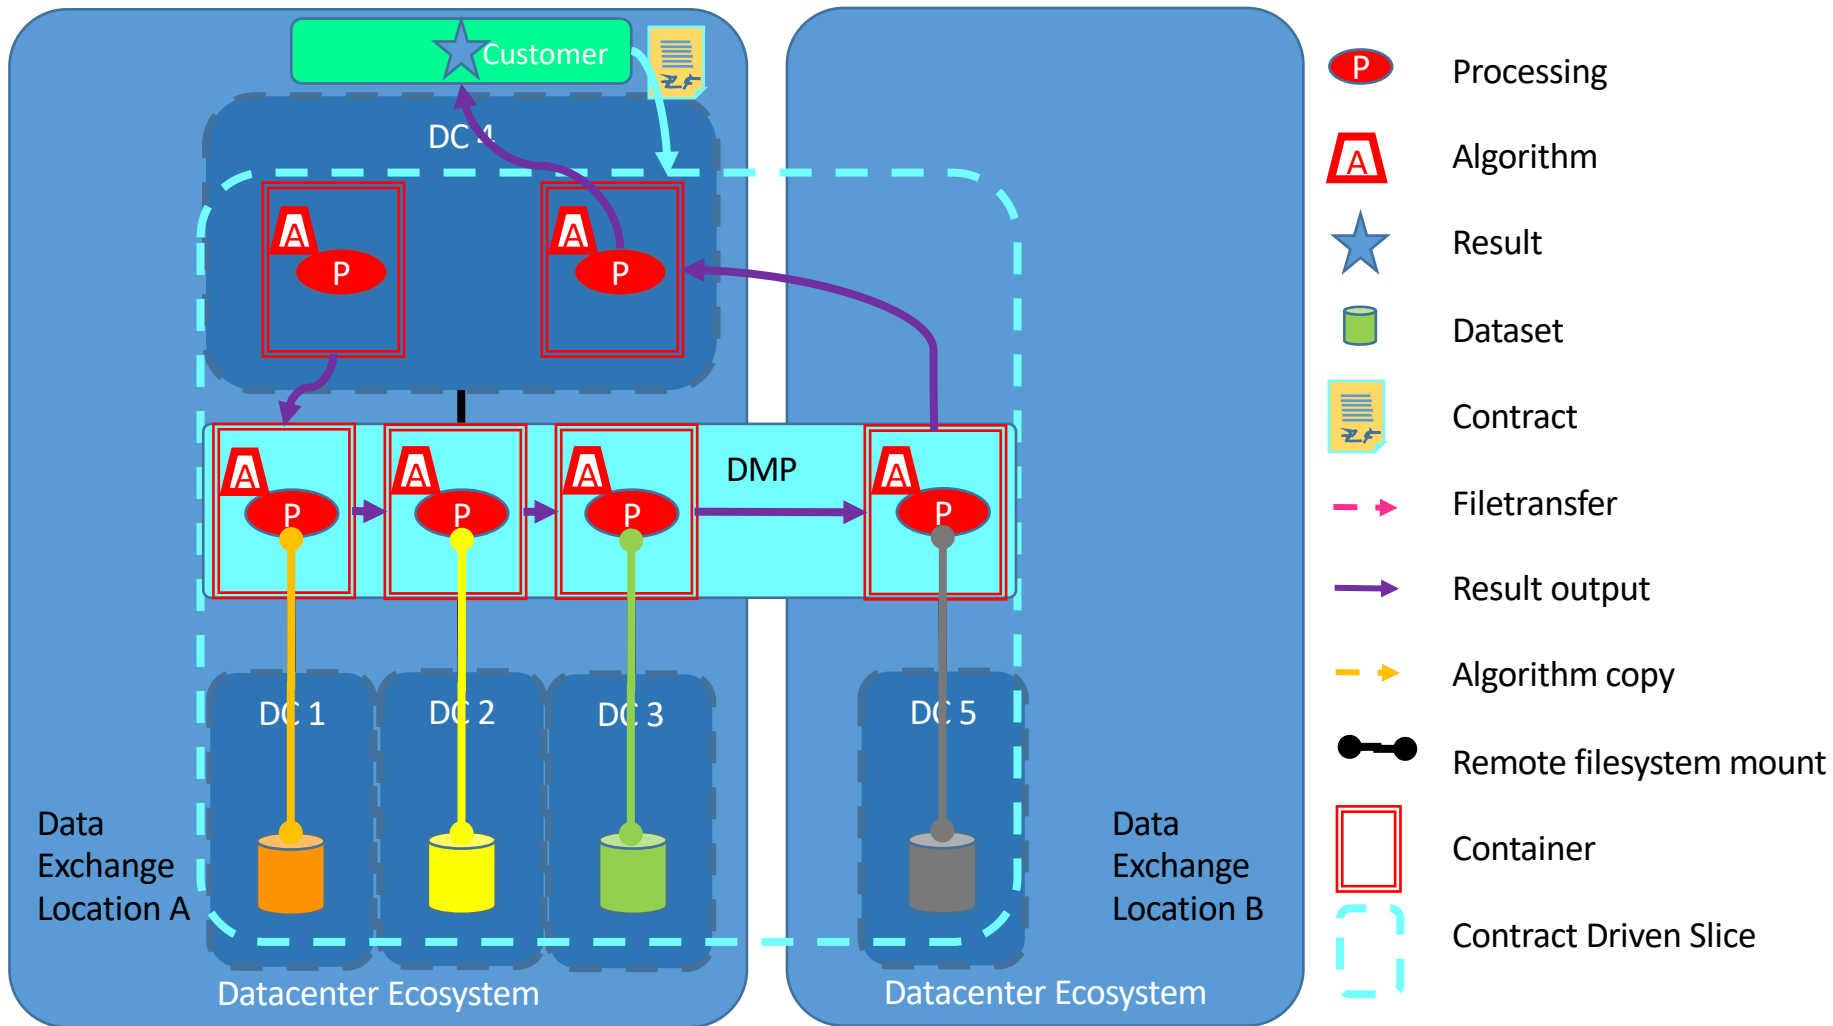 Customer
DC 4
A
P
A
P
A
P
A
P
A
P
DMP
A
P
DC 1
DC 2
DC 3
DC 5
Data
Exchange
Location A
Data
Exchange
Location B
Datacenter Ecosystem
Datacenter Ecosystem
P
Processing
A
Algorithm
Result
Dataset
Contract
Filetransfer
Result output
Algorithm copy
Remote filesystem mount
Container
Contract Driven Slice